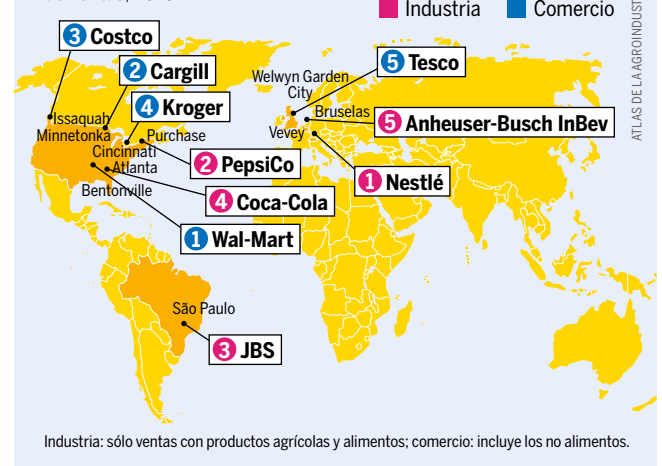 Industria
Comercio
3 Costco
2 Cargill
4 Kroger
Issaquah
Minnetonka
Cincinnati
Purchase
Atlanta
Bentonville
2 PepsiCo
4 Coca-Cola
1 Wal-Mart
Welwyn Garden
City
5 Tesco
Bruselas
5 Anheuser-Busch InBev
Vevey
1 Nestlé
São Paulo
3 JBS
Industria: sólo ventas con productos agrícolas y alimentos; comercio: incluye los no alimentos.
ATLAS DE LA AGROINDUST